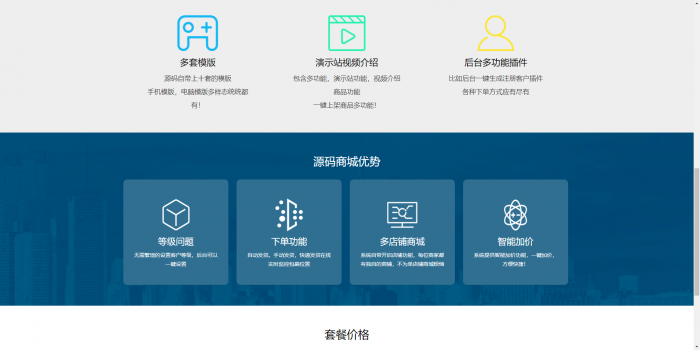 多套模版
源码自带上十套的模版
手机模版，电脑模版多样态统统都
有！
演示站视频介绍
包含多功能，演示站功能，视频介绍
商品功能
一键上架商品多功能！
后台多功能插件
比如后台一键生成注册客户插件
各种下单方式应有尽有
源码商城优势
等级问题
无需繁琐的设置客户等级，后台可以
一键设置
下单功能
自动发货，手动发货，快递发货在线
实时监控包裹位置
多店铺商城
系统自带开启店铺功能，每位商家都
有独自的商铺，不为单店铺商城烦恼
智能加价
系统提供智能加价功能，一键加价，
方便快捷！
套餐价格